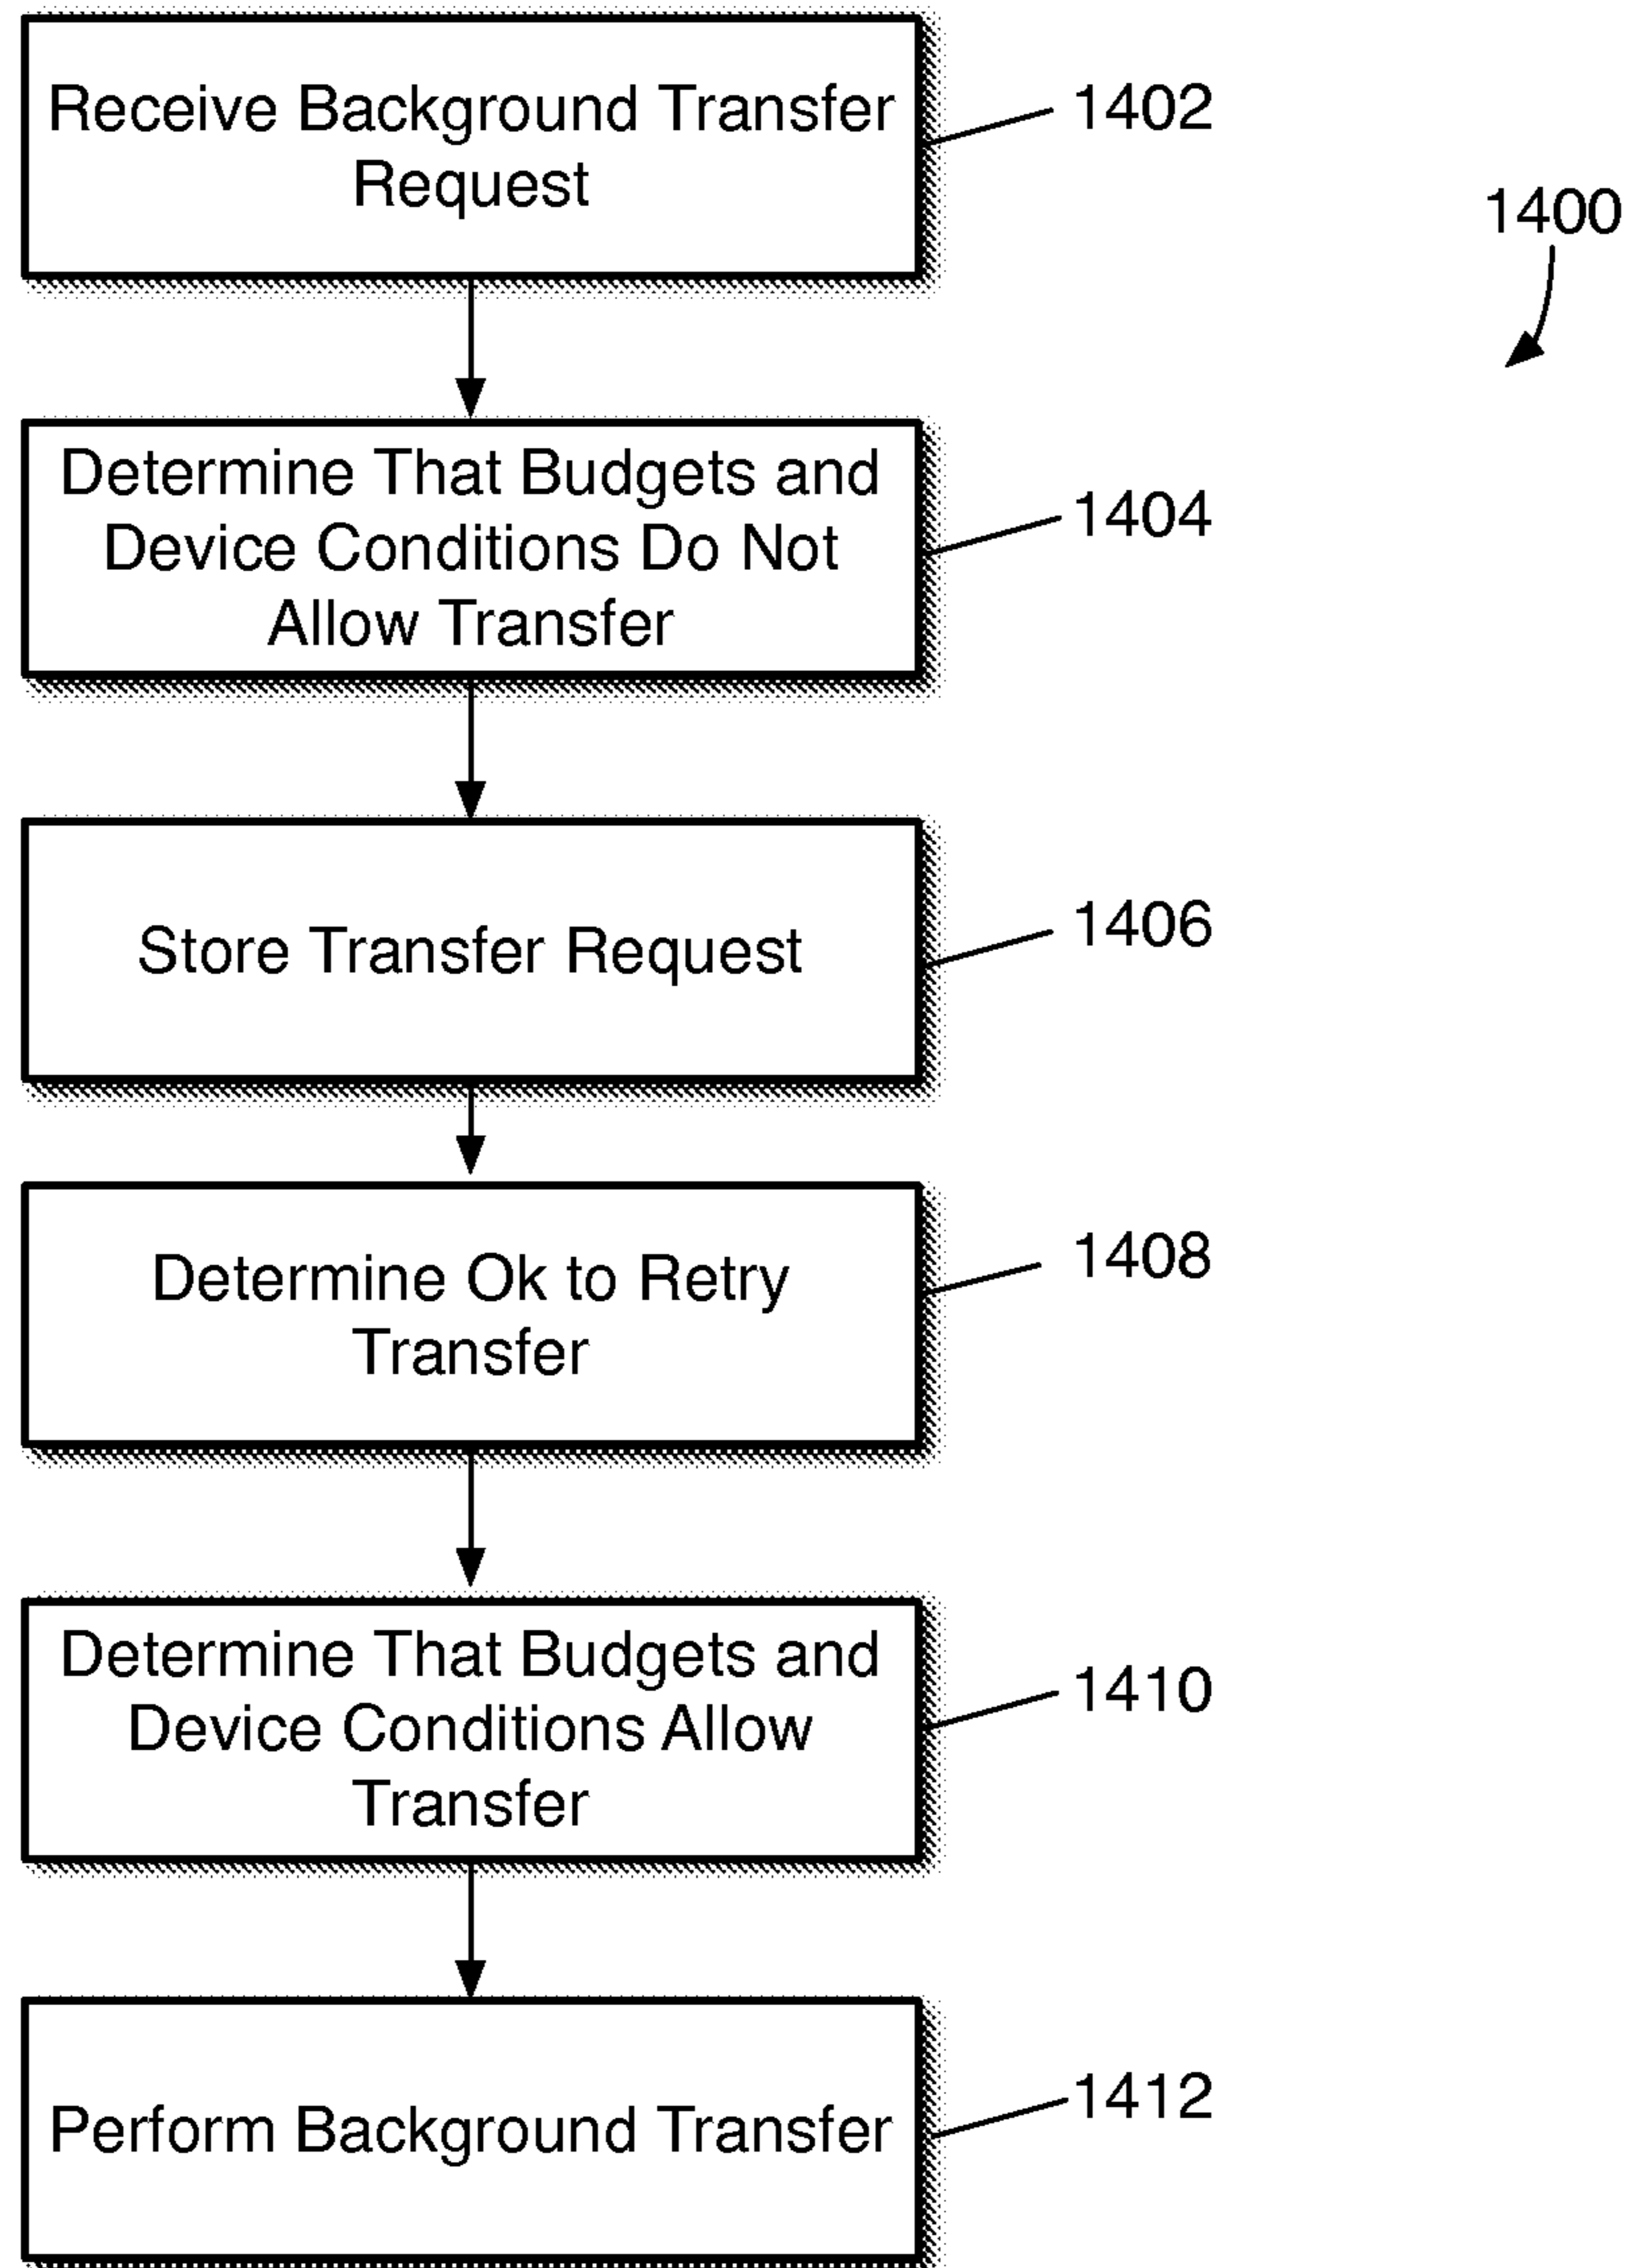 Receive Background Transfer
Request
1402
1400
Determine That Budgets and
Device Conditions Do Not
Allow Transfer
1404
Store Transfer Request
1406
Determine Ok to Retry
Transfer
1408
Determine That Budgets and
Device Conditions Allow
Transfer
1410
Perform Background Transfer
1412